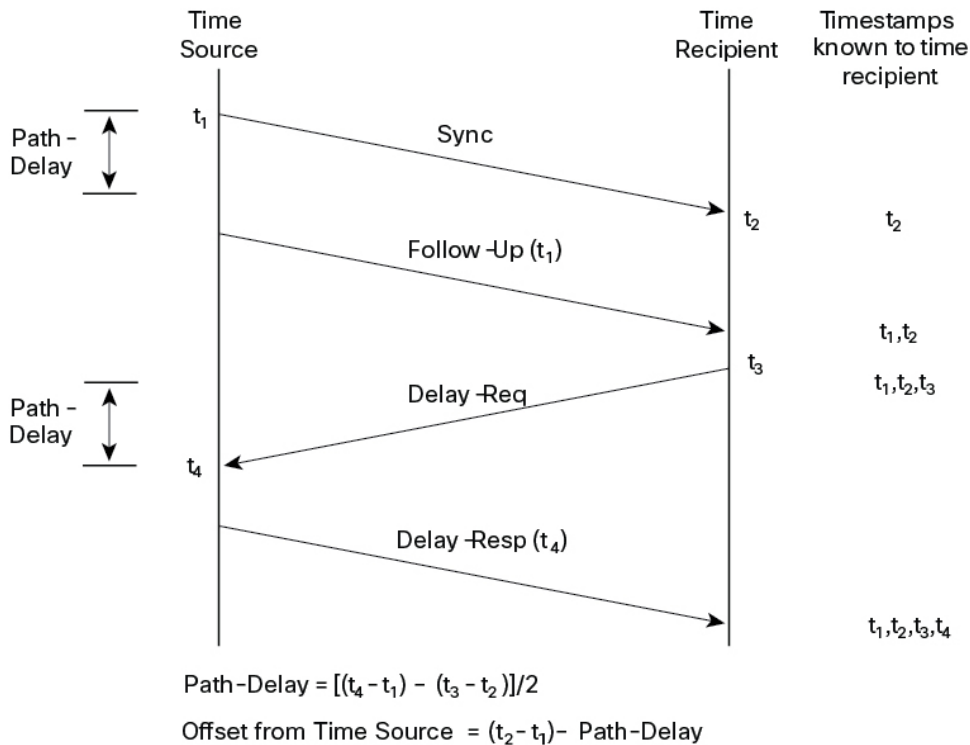 Time
Source
Time
Recipient
Timestamps
known to time
recipient
Path-
Delay
t₁
Sync
t₂
t₂
Follow-Up (t₁)
t₁,t₂
t₃
t₁,t₂,t₃
Path-
Delay
Delay-Req
t₄
Delay-Resp (t₄)
t₁,t₂,t₃,t₄
Path-Delay = [(t₄-t₁) - (t₃-t₂)]/2
Offset from Time Source = (t₂-t₁)- Path-Delay